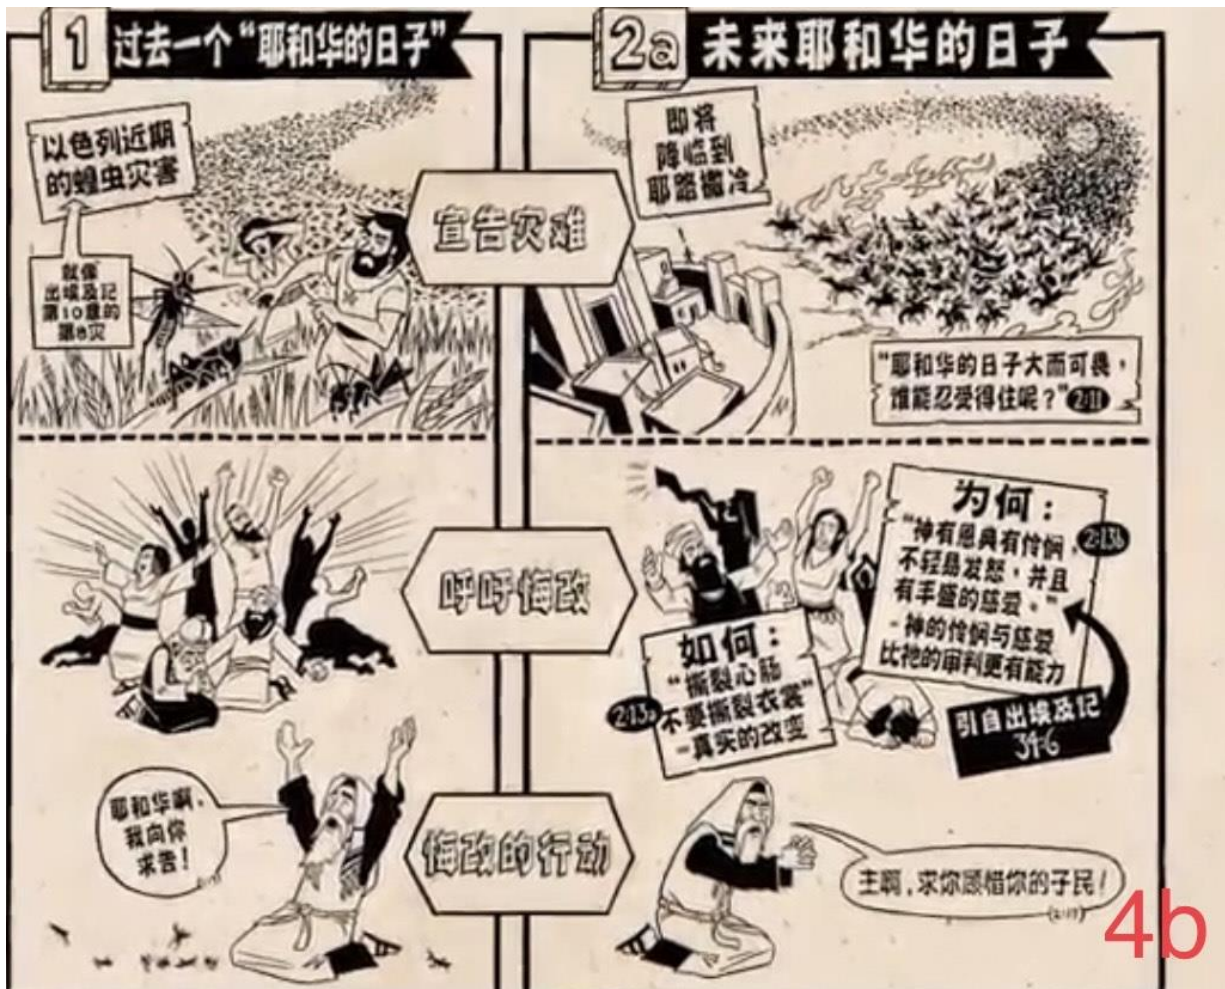 1 过去一个“耶和华的日子”
以色列近期
的蝗虫灾害
就像
出埃及记
第10章的
第8灾
2a 未来耶和华的日子
即将
降临到
耶路撒冷
宣告灾难
“耶和华的日子大而可畏，
谁能忍受得住呢？” 2:11
呼吁悔改
为何：
“神有恩典有怜悯， 2:13b
不轻易发怒，并且
有丰盛的慈爱。”
-神的怜悯与慈爱
比祂的审判更有能力
引自出埃及记
34:6
如何：
“撕裂心肠
2:13a 不要撕裂衣裳”
-真实的改变
悔改的行动
耶和华啊，
我向你
求告！
主啊，求你顾惜你的子民！
(2:17)
4b